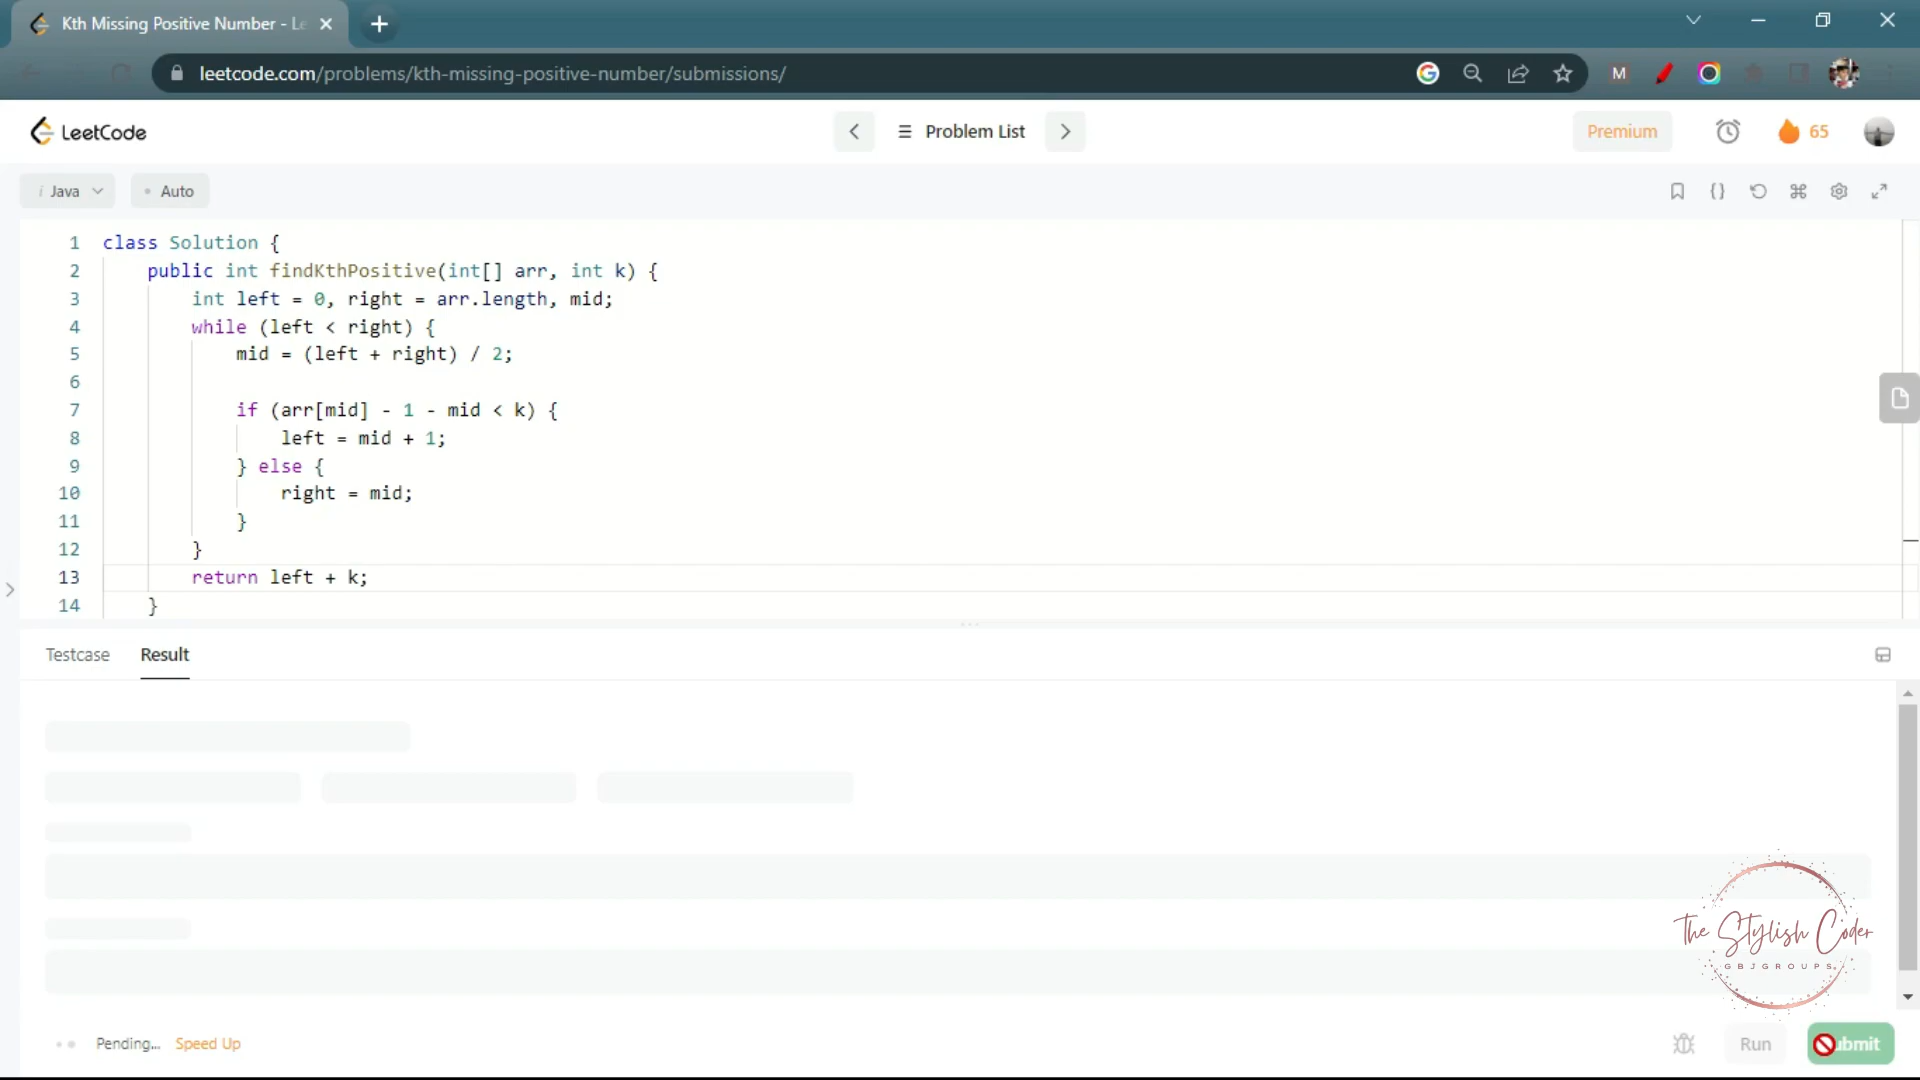 Kth Missing Positive Number - Le
leetcode.com/problems/kth-missing-positive-number/submissions/
M
LeetCode
Problem List
Premium
65
i Java
Auto
1 class Solution {
2 public int findKthPositive(int[] arr, int k) {
3 int left = 0, right = arr.length, mid;
4 while (left < right) {
5 mid = (left + right) / 2;
6
7 if (arr[mid] - 1 - mid < k) {
8 left = mid + 1;
9 } else {
10 right = mid;
11 }
12 }
13 return left + k;
14 }
Testcase Result
The Stylish Coder
GBJGROUPS
Pending... Speed Up
Run
ubmit